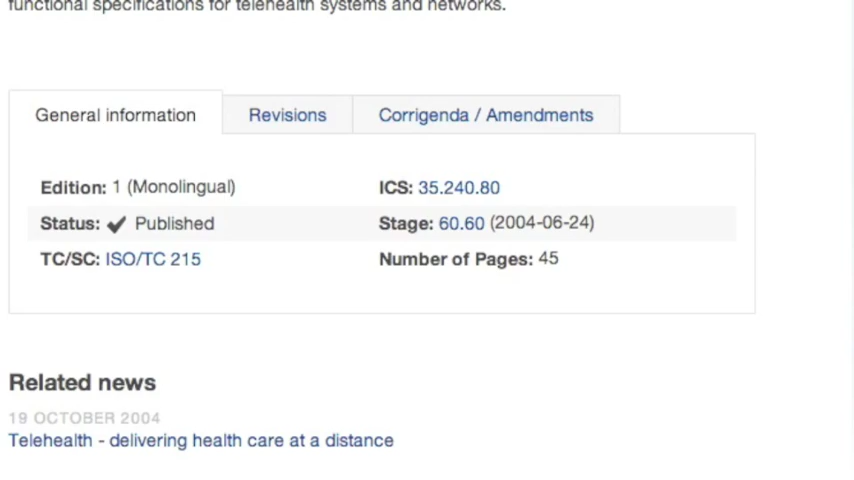 functional specifications for telehealth systems and networks.
General information Revisions Corrigenda / Amendments
Edition: 1 (Monolingual) ICS: 35.240.80
Status: ✔ Published Stage: 60.60 (2004-06-24)
TC/SC: ISO/TC 215 Number of Pages: 45
Related news
19 OCTOBER 2004
Telehealth - delivering health care at a distance